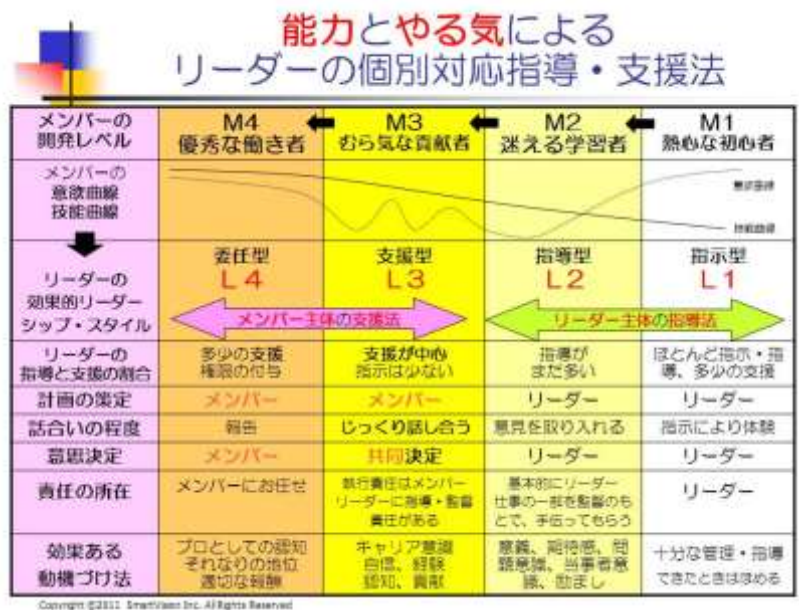 能力とやる気による
リーダーの個別対応指導・支援法
メンバーの
開発レベル
M4
優秀な働き者
M3
むら気な貢献者
M2
迷える学習者
M1
熱心な初心者
メンバーの
意欲曲線
技能曲線
意欲曲線
技能曲線
リーダーの
効果的リーダー
シップ・スタイル
委任型
L4
支援型
L3
指導型
L2
指示型
L1
メンバー主体の支援法
リーダー主体の指導法
リーダーの
指導と支援の割合
多少の支援
権限の付与
支援が中心
指示は少ない
指導が
まだ多い
ほとんど指示・指
導、多少の支援
計画の策定
メンバー
メンバー
リーダー
リーダー
話合いの程度
報告
じっくり話し合う
意見を取り入れる
指示により体験
意思決定
メンバー
共同決定
リーダー
リーダー
責任の所在
メンバーにお任せ
執行責任はメンバー
リーダーに指導・監督
責任がある
基本的にリーダー
仕事の一部を監督のも
とで、手伝ってもらう
リーダー
効果ある
動機づけ法
プロとしての認知
それなりの地位
適切な報酬
キャリア意識
自信、経験
認知、貢献
意義、期待感、問
題意識、当事者意
識、励まし
十分な管理・指導
できたときはほめる
Copyright ©2011 SmartVision Inc. All Rights Reserved